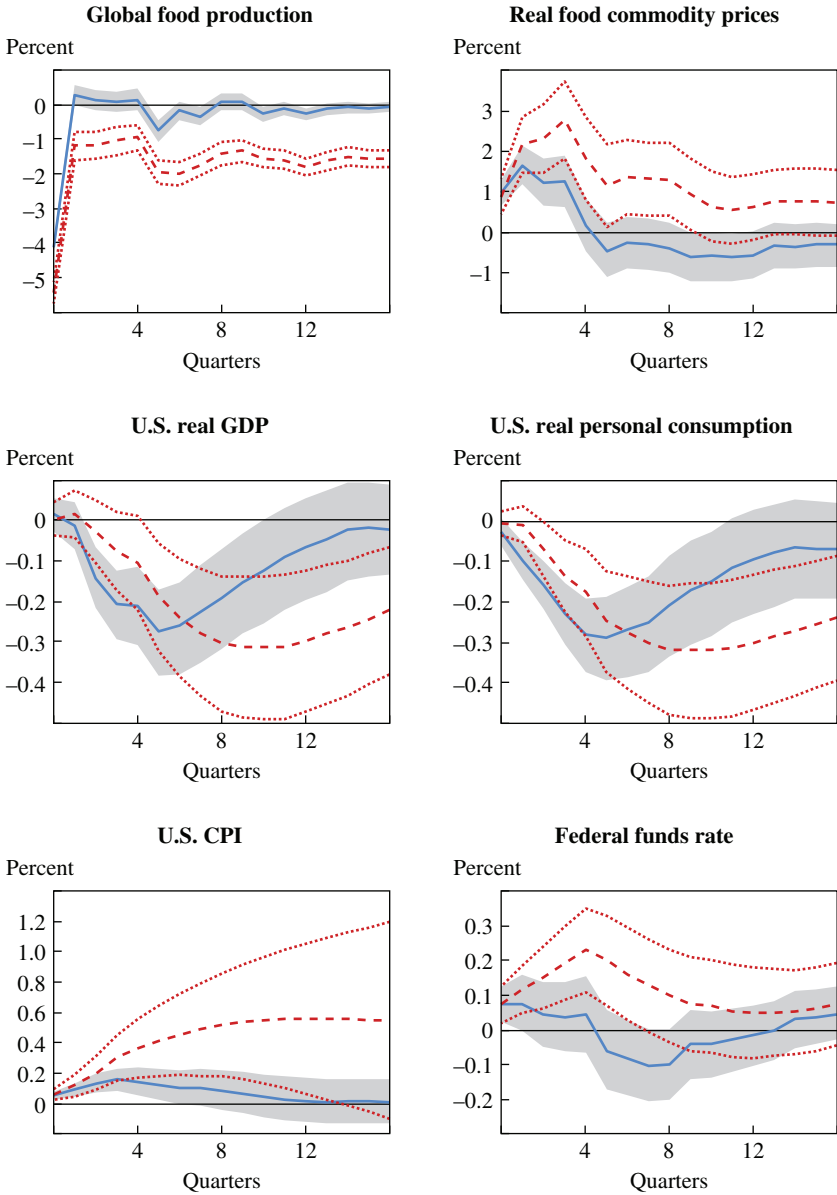 Global food production
Percent
0
–1
–2
–3
–4
–5
4 8 12
Quarters
Real food commodity prices
Percent
3
2
1
0
–1
4 8 12
Quarters
U.S. real GDP
Percent
0
–0.1
–0.2
–0.3
–0.4
4 8 12
Quarters
U.S. real personal consumption
Percent
0
–0.1
–0.2
–0.3
–0.4
4 8 12
Quarters
U.S. CPI
Percent
1.2
1.0
0.8
0.6
0.4
0.2
0
4 8 12
Quarters
Federal funds rate
Percent
0.3
0.2
0.1
0
–0.1
–0.2
4 8 12
Quarters